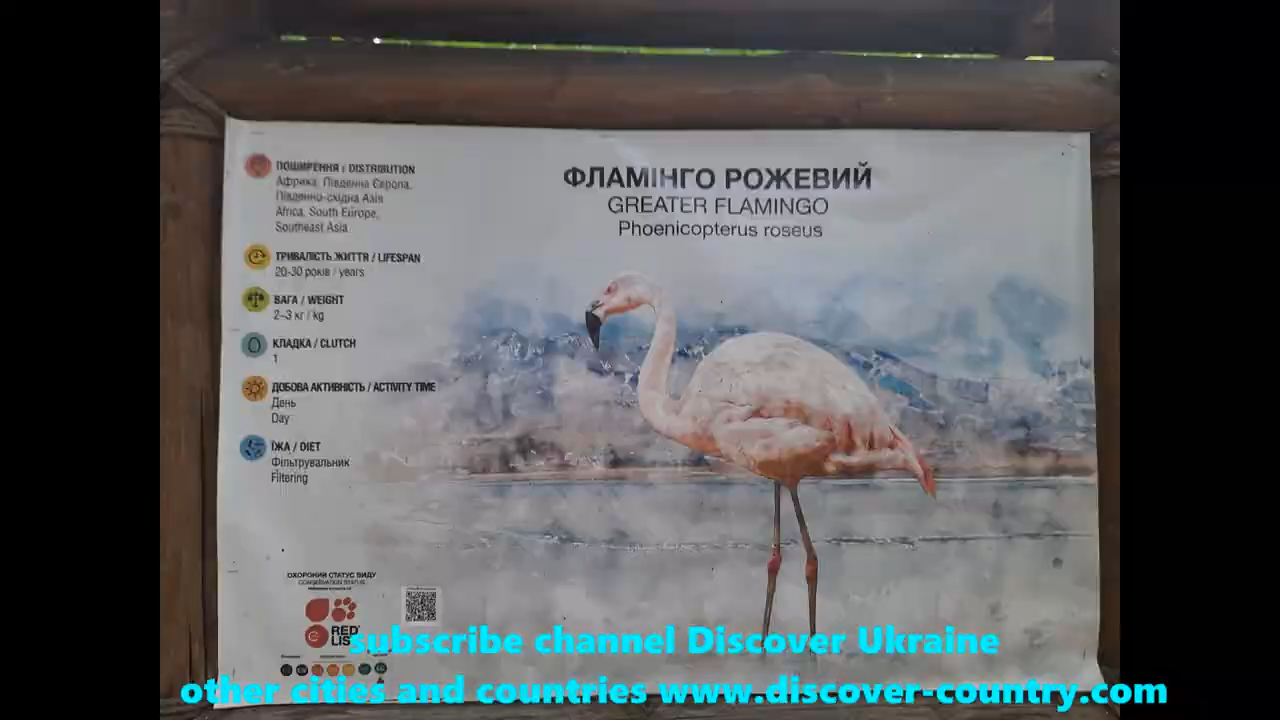 ПОШИРЕННЯ / DISTRIBUTION
Африка, Південна Європа,
Південно-східна Азія
Africa, South Europe,
Southeast Asia
ТРИВАЛІСТЬ ЖИТТЯ / LIFESPAN
20-30 років / years
ВАГА / WEIGHT
2–3 кг / kg
КЛАДКА / CLUTCH
1
ДОБОВА АКТИВНІСТЬ / ACTIVITY TIME
День
Day
ЇЖА / DIET
Фільтрувальник
Filtering
ФЛАМІНГО РОЖЕВИЙ
GREATER FLAMINGO
Phoenicopterus roseus
ОХОРОНИЙ СТАТУС ВИДУ
CONSERVATION STATUS
RED
LIS
subscribe channel Discover Ukraine
other cities and countries www.discover-country.com